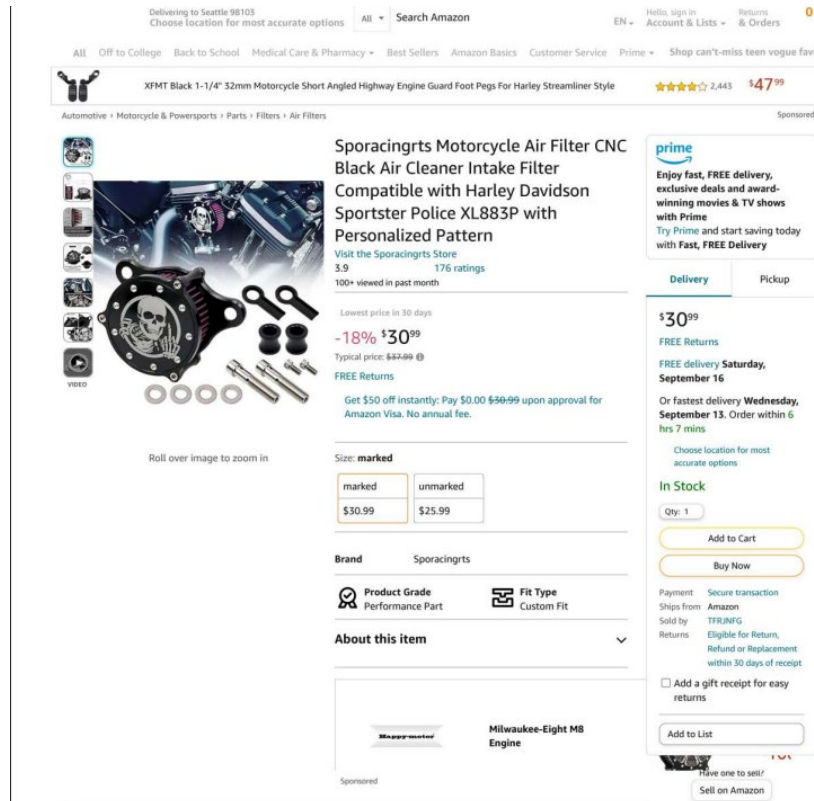 Delivering to Seattle 98103
Choose location for most accurate options
All
Search Amazon
EN
Hello, sign in
Account & Lists
Returns
& Orders
0
All Off to College Back to School Medical Care & Pharmacy Best Sellers Amazon Basics Customer Service Prime Shop can't-miss teen vogue fav
XFMT Black 1-1/4" 32mm Motorcycle Short Angled Highway Engine Guard Foot Pegs For Harley Streamliner Style
2,443
$47 99
Automotive › Motorcycle & Powersports › Parts › Filters › Air Filters
Sponsored
Sporacingrts Motorcycle Air Filter CNC
Black Air Cleaner Intake Filter
Compatible with Harley Davidson
Sportster Police XL883P with
Personalized Pattern
Visit the Sporacingrts Store
3.9 176 ratings
100+ viewed in past month
Lowest price in 30 days
-18% $30 99
Typical price: $37.99
FREE Returns
Get $50 off instantly: Pay $0.00 $30.99 upon approval for
Amazon Visa. No annual fee.
VIDEO
Roll over image to zoom in
Size: marked
marked
$30.99
unmarked
$25.99
Brand Sporacingrts
Product Grade
Performance Part
Fit Type
Custom Fit
About this item
Happy-motor
Milwaukee-Eight M8
Engine
Sponsored
prime
Enjoy fast, FREE delivery,
exclusive deals and award-
winning movies & TV shows
with Prime
Try Prime and start saving today
with Fast, FREE Delivery
Delivery
Pickup
$30 99
FREE Returns
FREE delivery Saturday,
September 16
Or fastest delivery Wednesday,
September 13. Order within 6
hrs 7 mins
Choose location for most
accurate options
In Stock
Qty: 1
Add to Cart
Buy Now
Payment Secure transaction
Ships from Amazon
Sold by TFRJNFG
Returns Eligible for Return,
Refund or Replacement
within 30 days of receipt
Add a gift receipt for easy
returns
Add to List
Have one to sell?
Sell on Amazon